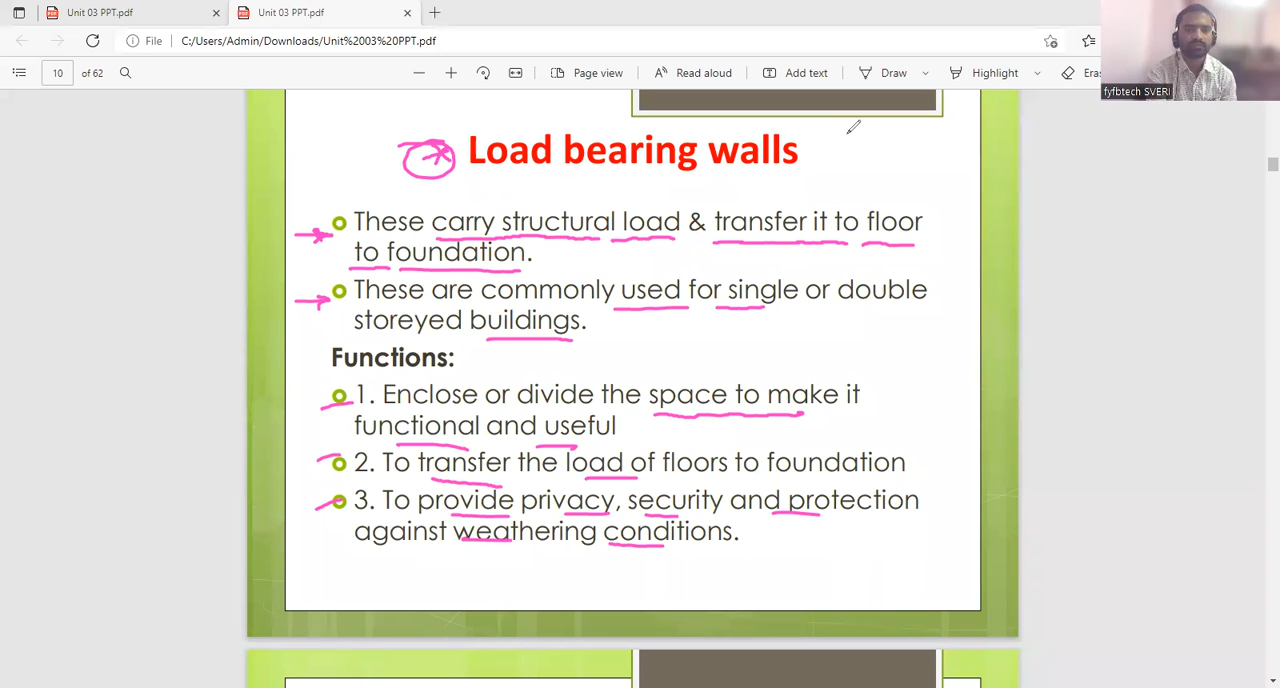 Unit 03 PPT.pdf
Unit 03 PPT.pdf
File C:/Users/Admin/Downloads/Unit%2003%20PPT.pdf
10 of 62 Page view Read aloud Add text Draw Highlight
fyfbtech SVERI
Load bearing walls
These carry structural load & transfer it to floor
to foundation.
These are commonly used for single or double
storeyed buildings.
Functions:
1. Enclose or divide the space to make it
functional and useful
2. To transfer the load of floors to foundation
3. To provide privacy, security and protection
against weathering conditions.